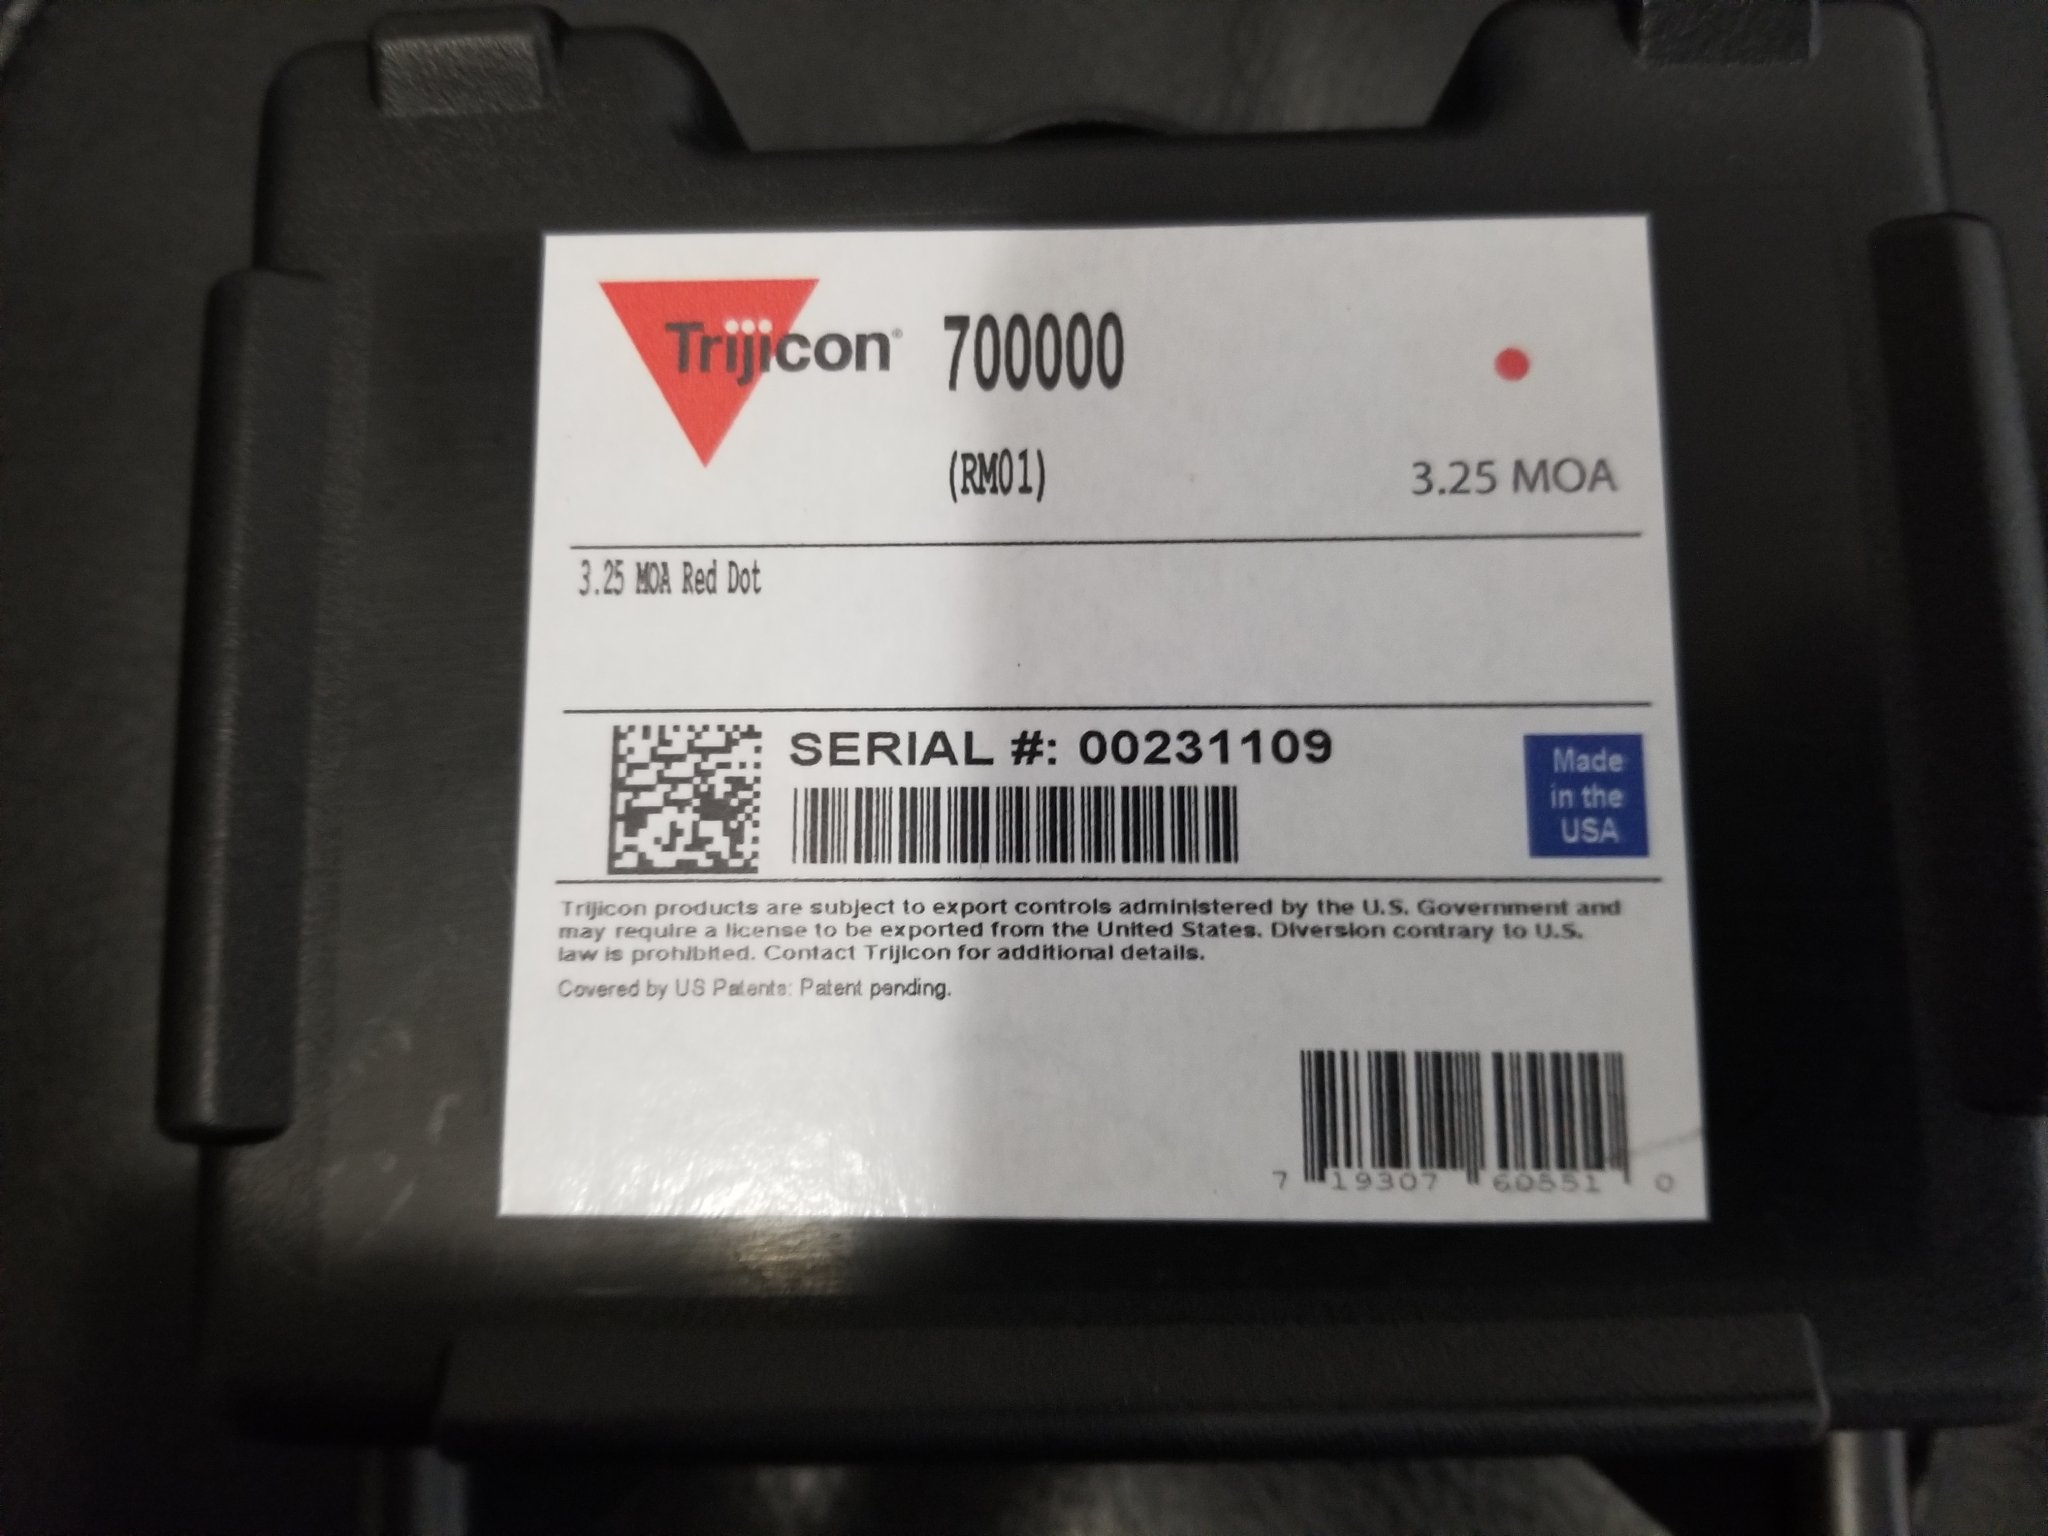 Trijicon®
700000
(RM01)
3.25 MOA
3.25 MOA Red Dot
SERIAL #: 00231109
Made
in the
USA
Trijicon products are subject to export controls administered by the U.S. Government and
may require a license to be exported from the United States. Diversion contrary to U.S.
law is prohibited. Contact Trijicon for additional details.
Covered by US Patents: Patent pending.
7 19307 60551 0